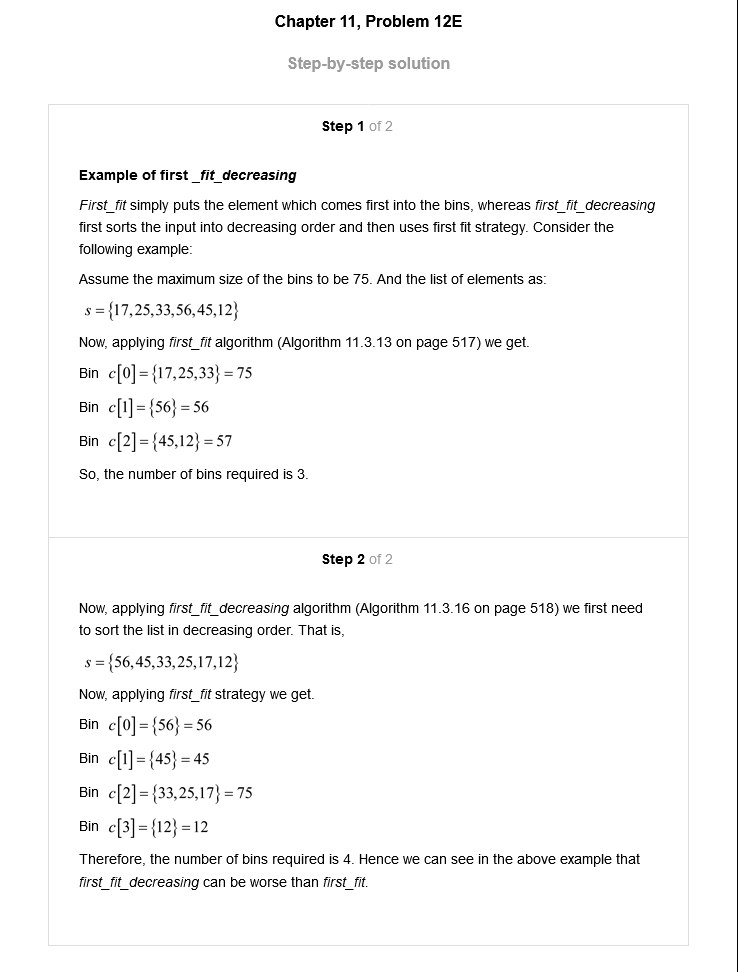 Chapter 11, Problem 12E
Step-by-step solution
Step 1 of 2
Example of first _fit_decreasing
First_fit simply puts the element which comes first into the bins, whereas first_fit_decreasing
first sorts the input into decreasing order and then uses first fit strategy. Consider the
following example:
Assume the maximum size of the bins to be 75. And the list of elements as:
s = {17,25,33,56,45,12}
Now, applying first_fit algorithm (Algorithm 11.3.13 on page 517) we get.
Bin c[0] = {17,25,33} = 75
Bin c[1] = {56} = 56
Bin c[2] = {45,12} = 57
So, the number of bins required is 3.
Step 2 of 2
Now, applying first_fit_decreasing algorithm (Algorithm 11.3.16 on page 518) we first need
to sort the list in decreasing order. That is,
s = {56,45,33,25,17,12}
Now, applying first_fit strategy we get.
Bin c[0] = {56} = 56
Bin c[1] = {45} = 45
Bin c[2] = {33,25,17} = 75
Bin c[3] = {12} = 12
Therefore, the number of bins required is 4. Hence we can see in the above example that
first_fit_decreasing can be worse than first_fit.